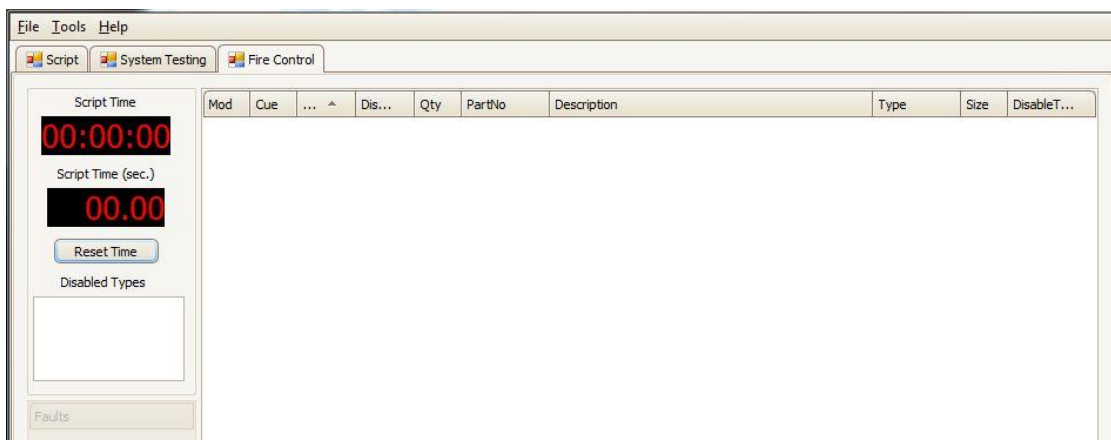 File Tools Help
Script System Testing Fire Control
Script Time
00:00:00
Script Time (sec.)
00.00
Reset Time
Disabled Types
Faults
Mod Cue ... Dis... Qty PartNo Description Type Size DisableT...